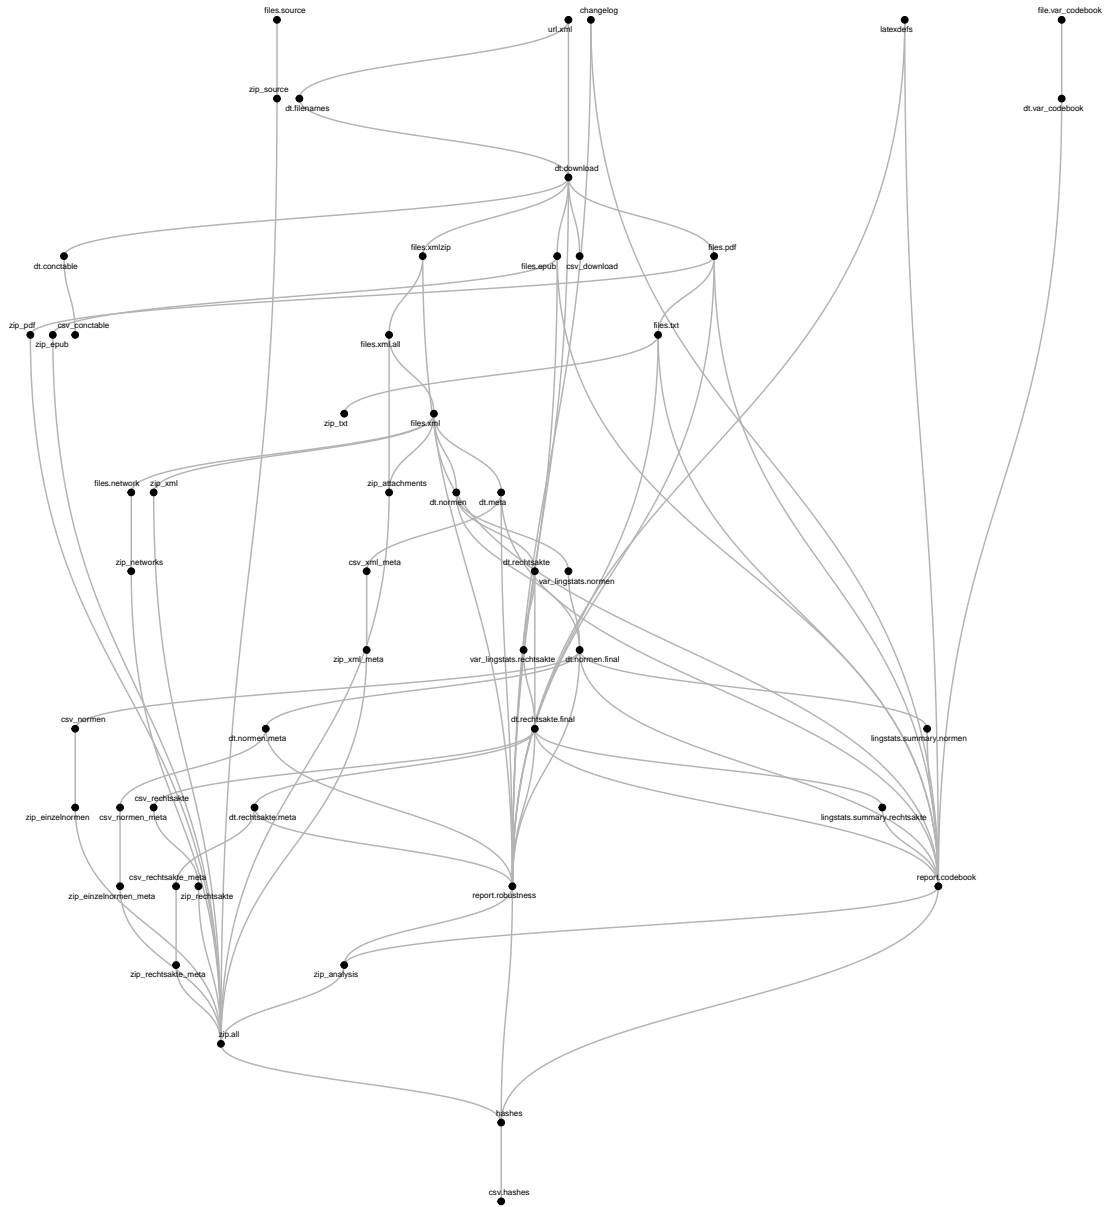 files.source
changelog
file.var_codebook
url.xml
latexdefs
zip_source
dt.filenames
dt.var_codebook
dt.download
files.xmlzip
files.pdf
dt.conctable
files.epub
csv_download
zip_pdf
csv_conctable
files.txt
zip_epub
files.xml.all
zip_txt
files.xml
files.network
zip_xml
zip_attachments
dt.normen
dt.meta
zip_networks
csv_xml_meta
dt.rechtsakte
var_lingstats.normen
zip_xml_meta
var_lingstats.rechtsakte
dt.normen.final
csv_normen
dt.normen.meta
dt.rechtsakte.final
lingstats.summary.normen
csv_rechtsakte
zip_einzelnormen
csv_normen_meta
dt.rechtsakte.meta
lingstats.summary.rechtsakte
csv_rechtsakte_meta
report.codebook
zip_einzelnormen_meta
zip_rechtsakte
report.robustness
zip_rechtsakte_meta
zip_analysis
zip.all
hashes
csv.hashes